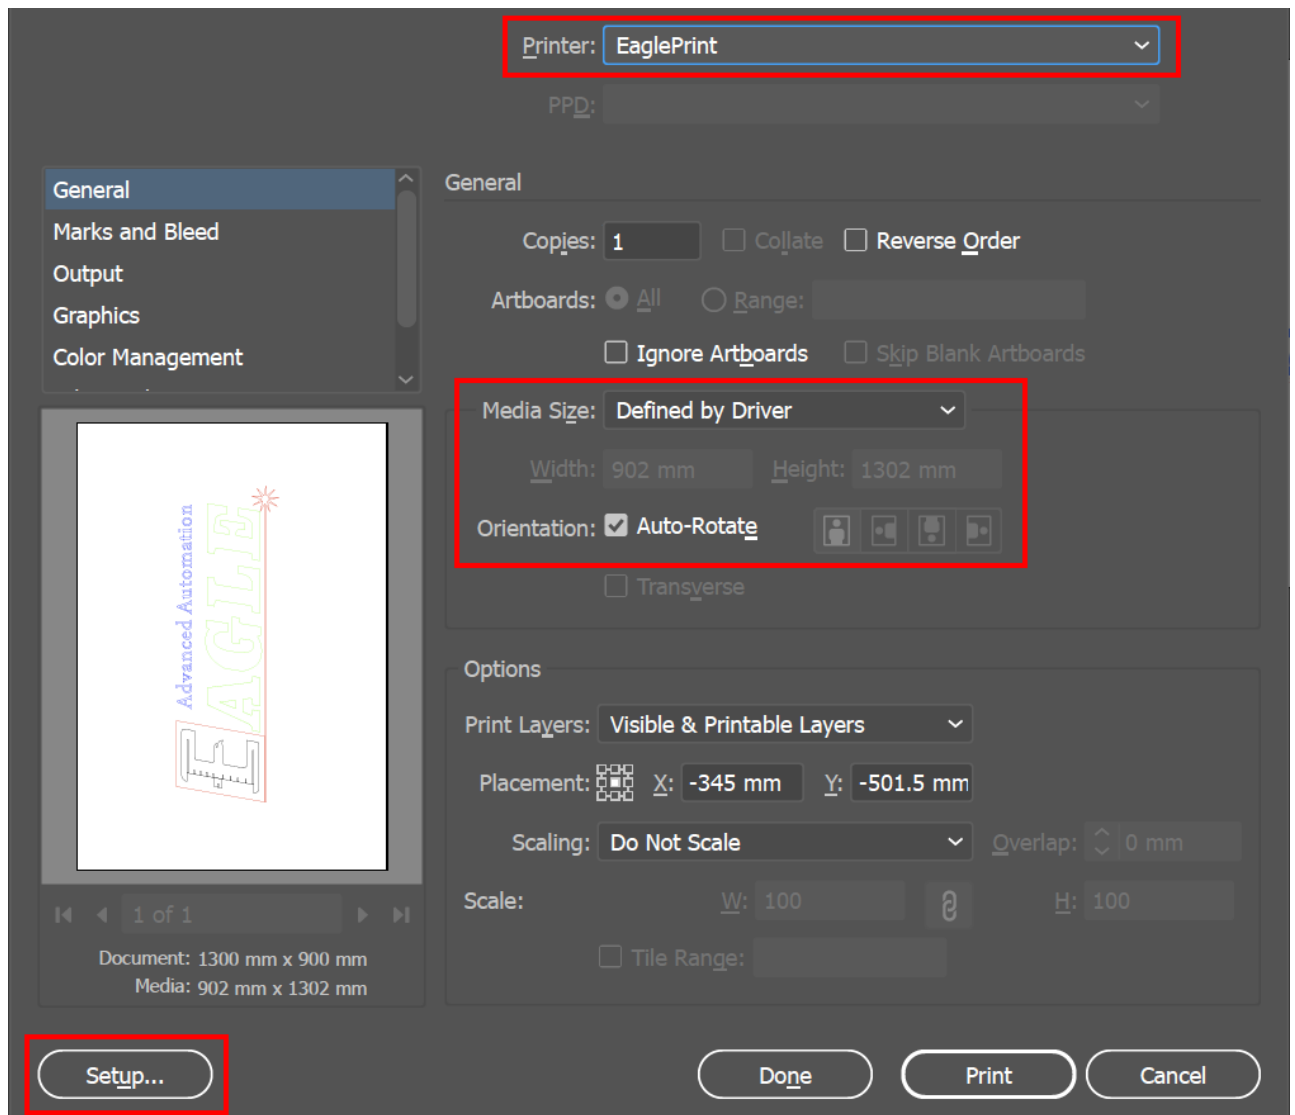 Printer: EaglePrint
PPD:
General
Marks and Bleed
Output
Graphics
Color Management
General
Copies: 1 Collate Reverse Order
Artboards: All Range:
Ignore Artboards Skip Blank Artboards
Media Size: Defined by Driver
Width: 902 mm Height: 1302 mm
Orientation: Auto-Rotate
Transverse
Advanced Automation
EAGLE
Options
Print Layers: Visible & Printable Layers
Placement: X: -345 mm Y: -501.5 mm
Scaling: Do Not Scale Overlap: 0 mm
Scale: W: 100 H: 100
Tile Range:
1 of 1
Document: 1300 mm x 900 mm
Media: 902 mm x 1302 mm
Setup... Done Print Cancel